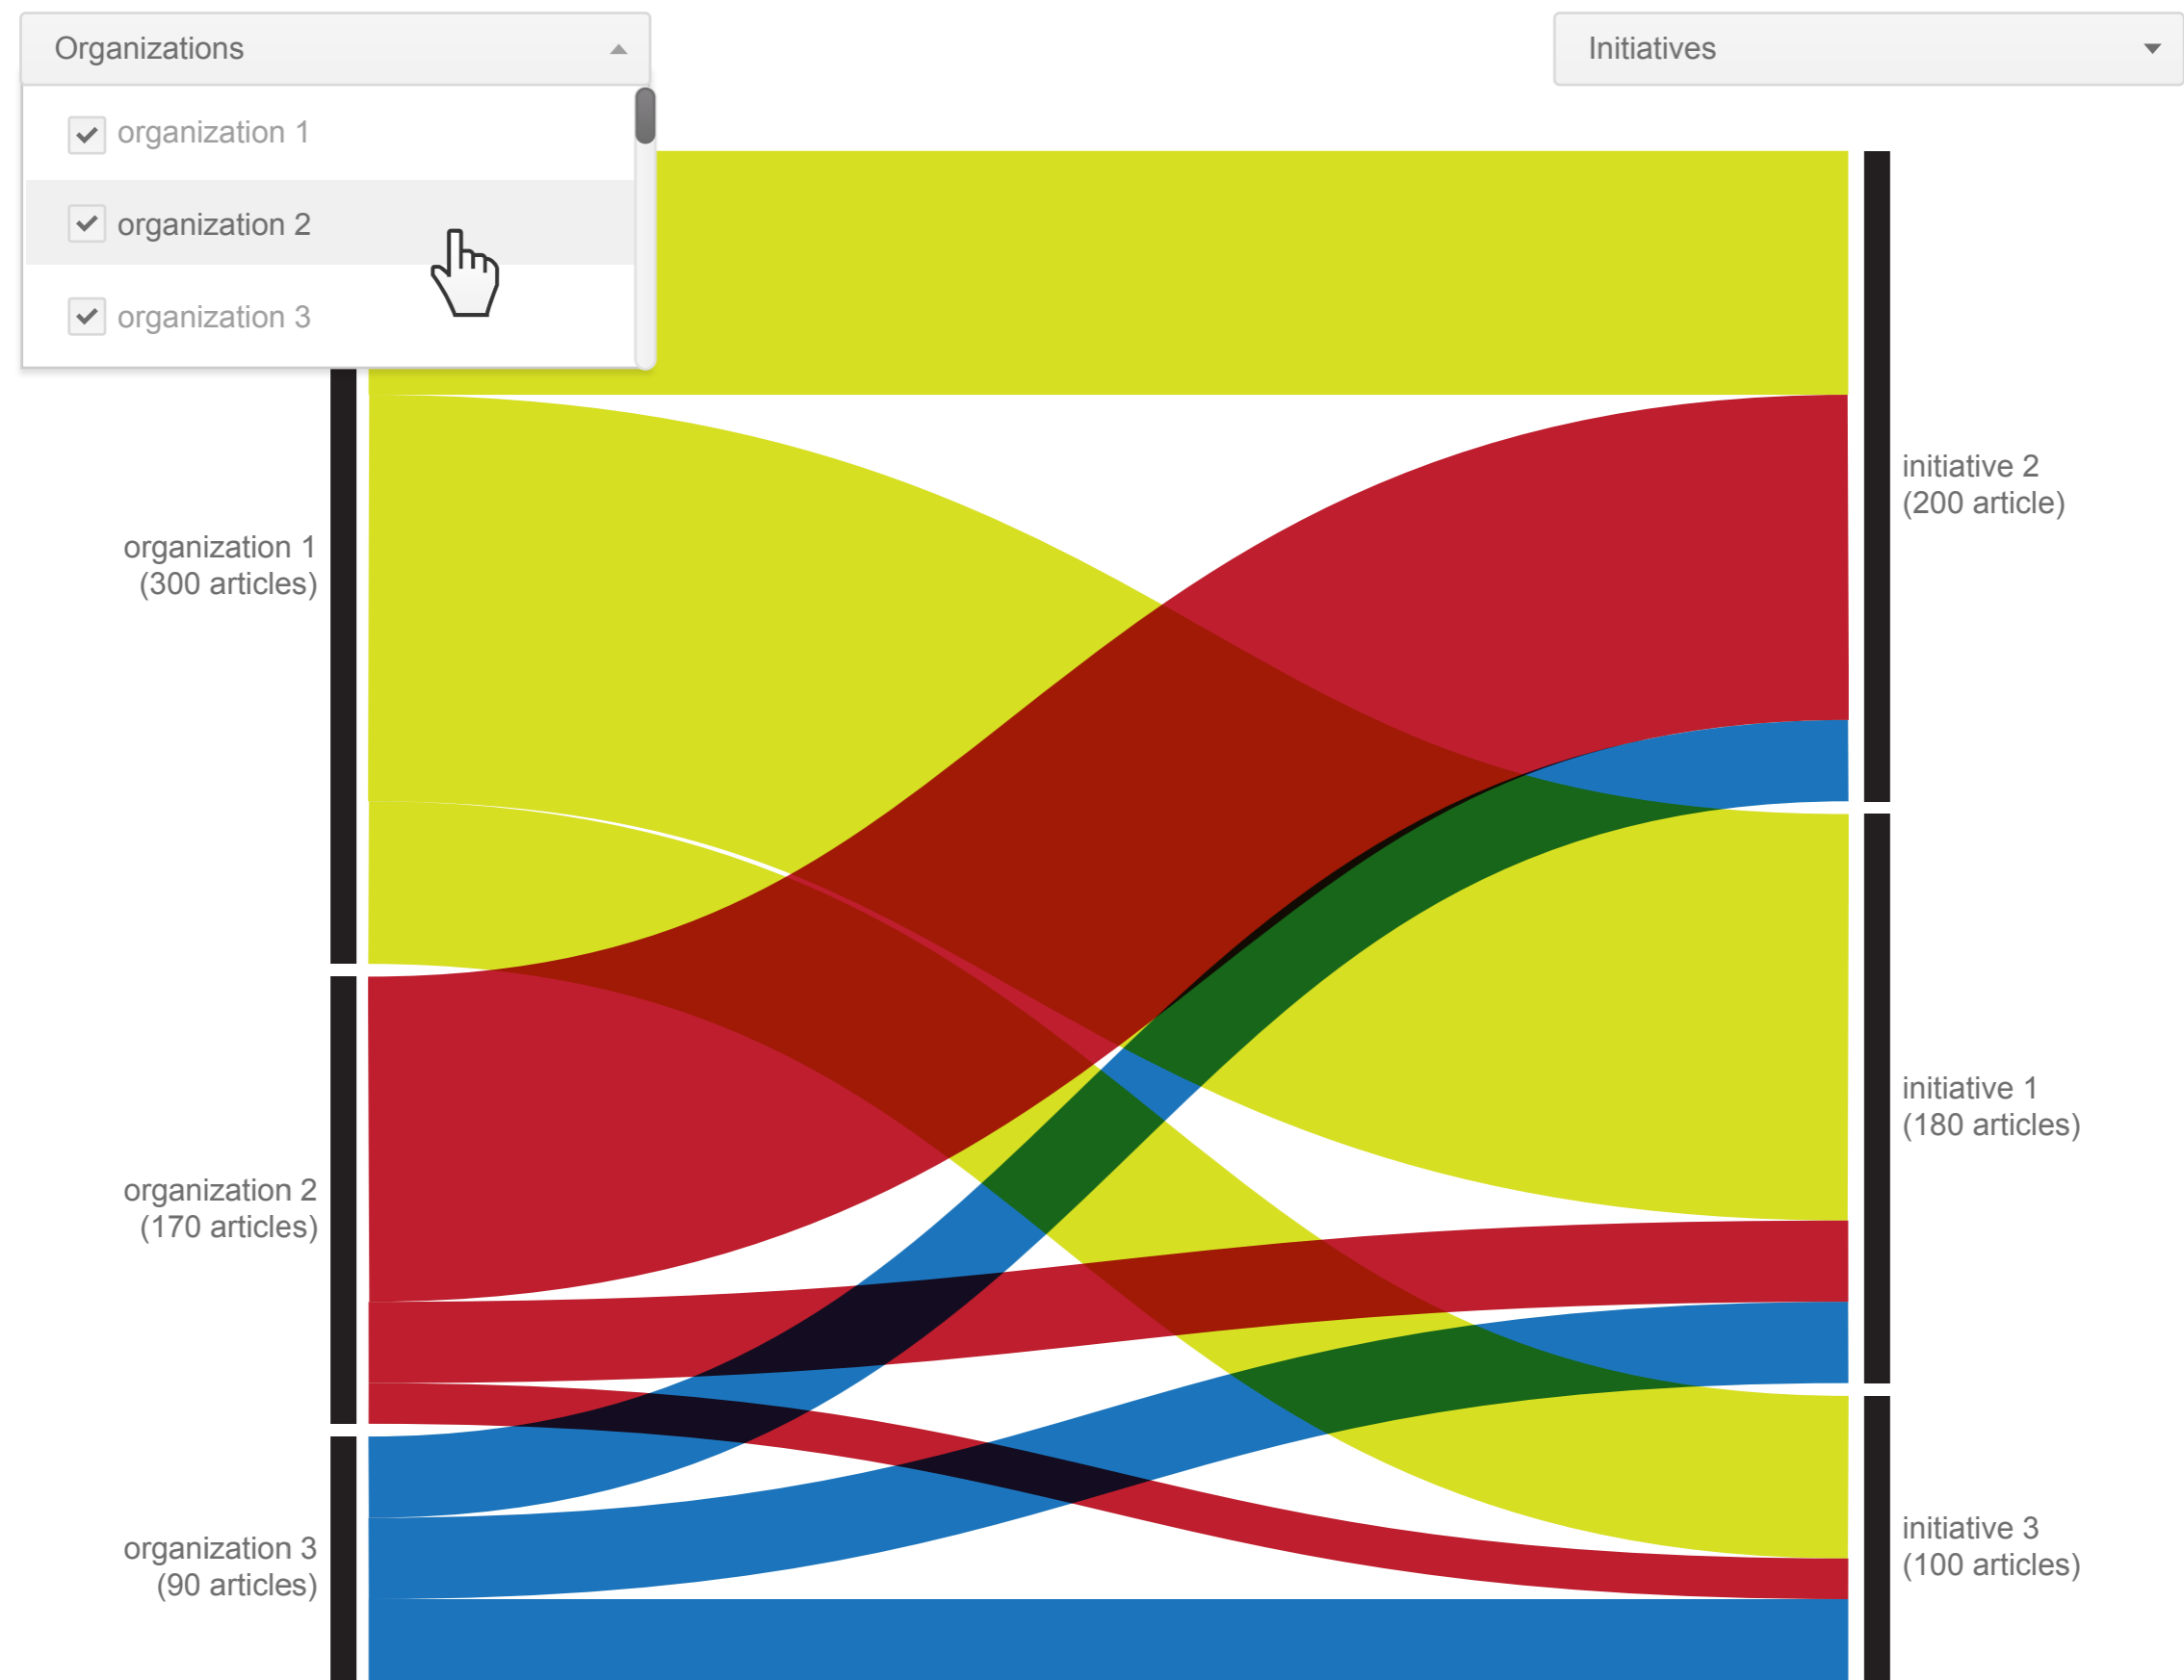 Organizations
Initiatives
organization 1
organization 2
organization 3
initiative 2
(200 article)
organization 1
(300 articles)
initiative 1
(180 articles)
organization 2
(170 articles)
initiative 3
(100 articles)
organization 3
(90 articles)